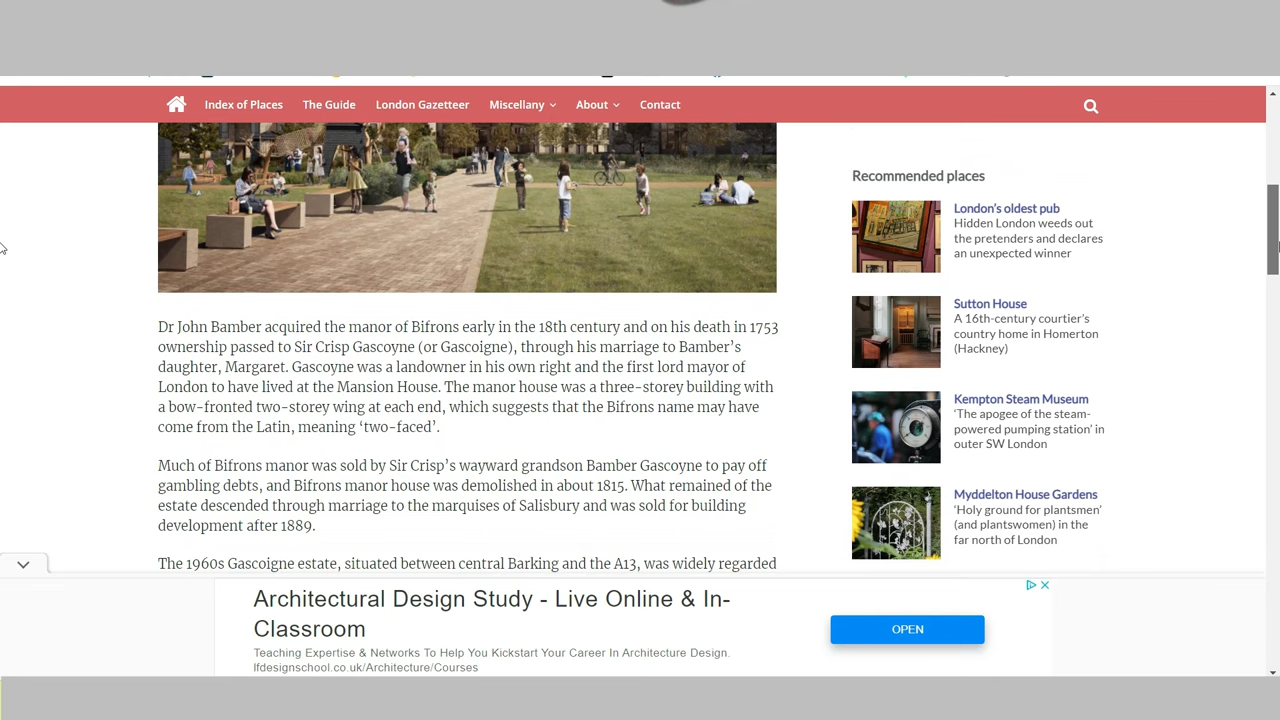 Index of Places
The Guide
London Gazetteer
Miscellany
About
Contact
Dr John Bamber acquired the manor of Bifrons early in the 18th century and on his death in 1753
ownership passed to Sir Crisp Gascoyne (or Gascoigne), through his marriage to Bamber's
daughter, Margaret. Gascoyne was a landowner in his own right and the first lord mayor of
London to have lived at the Mansion House. The manor house was a three-storey building with
a bow-fronted two-storey wing at each end, which suggests that the Bifrons name may have
come from the Latin, meaning ‘two-faced’.
Much of Bifrons manor was sold by Sir Crisp's wayward grandson Bamber Gascoyne to pay off
gambling debts, and Bifrons manor house was demolished in about 1815. What remained of the
estate descended through marriage to the marquises of Salisbury and was sold for building
development after 1889.
The 1960s Gascoigne estate, situated between central Barking and the A13, was widely regarded
Recommended places
London's oldest pub
Hidden London weeds out
the pretenders and declares
an unexpected winner
Sutton House
A 16th-century courtier's
country home in Homerton
(Hackney)
Kempton Steam Museum
‘The apogee of the steam-
powered pumping station’ in
outer SW London
Myddelton House Gardens
‘Holy ground for plantsmen’
(and plantswomen) in the
far north of London
Architectural Design Study - Live Online & In-
Classroom
Teaching Expertise & Networks To Help You Kickstart Your Career In Architecture Design.
lfdesignschool.co.uk/Architecture/Courses
OPEN